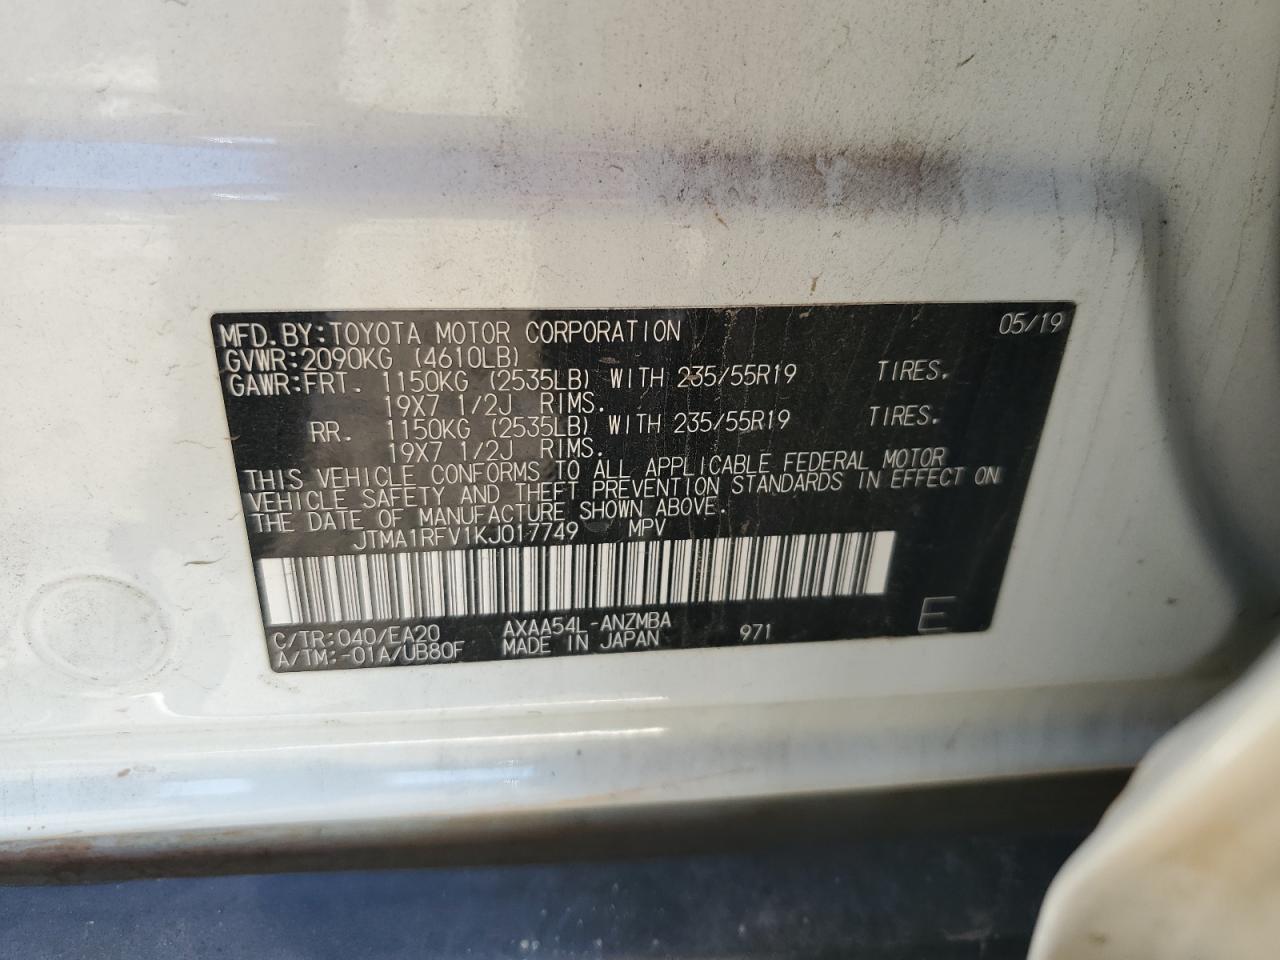 MFD.BY:TOYOTA MOTOR CORPORATION 05/19
GVWR:2090KG (4610LB)
GAWR:FRT. 1150KG (2535LB) WITH 235/55R19 TIRES.
19X7 1/2J RIMS.
RR. 1150KG (2535LB) WITH 235/55R19 TIRES.
19X7 1/2J RIMS.
THIS VEHICLE CONFORMS TO ALL APPLICABLE FEDERAL MOTOR
VEHICLE SAFETY AND THEFT PREVENTION STANDARDS IN EFFECT ON
THE DATE OF MANUFACTURE SHOWN ABOVE.
JTMA1RFV1KJ017749 MPV
C/TR:040/EA20 AXAA54L-ANZMBA 971 E
A/TM:-01A/UB80F MADE IN JAPAN